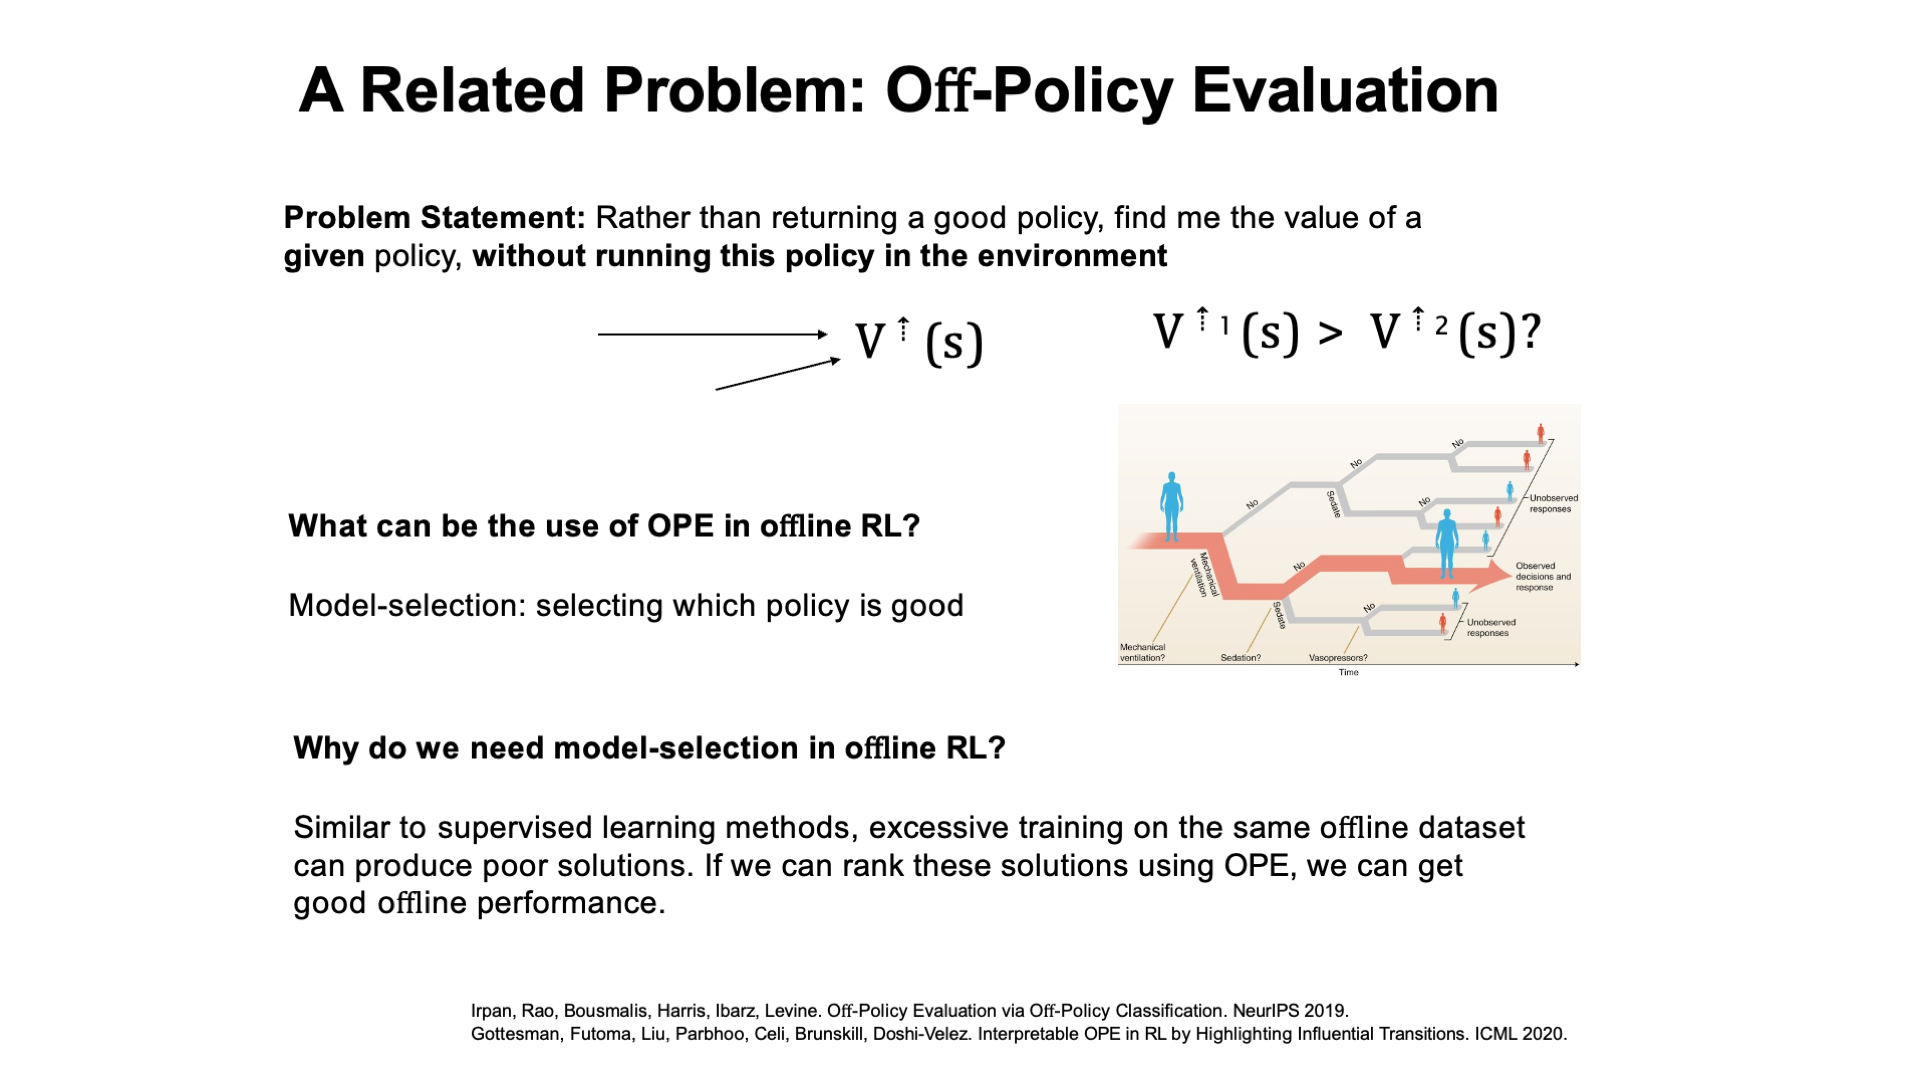 A Related Problem: Off-Policy Evaluation
Problem Statement: Rather than returning a good policy, find me the value of a
given policy, without running this policy in the environment
V⇡(s)
V⇡1(s) > V⇡2(s)?
What can be the use of OPE in offline RL?
Model-selection: selecting which policy is good
No
No
No
Sedate
No
Unobserved
responses
Mechanical
ventilation
No
Observed
decisions and
response
Sedate
No
Unobserved
responses
Mechanical
ventilation?
Sedation?
Vasopressors?
Time
Why do we need model-selection in offline RL?
Similar to supervised learning methods, excessive training on the same offline dataset
can produce poor solutions. If we can rank these solutions using OPE, we can get
good offline performance.
Irpan, Rao, Bousmalis, Harris, Ibarz, Levine. Off-Policy Evaluation via Off-Policy Classification. NeurIPS 2019.
Gottesman, Futoma, Liu, Parbhoo, Celi, Brunskill, Doshi-Velez. Interpretable OPE in RL by Highlighting Influential Transitions. ICML 2020.